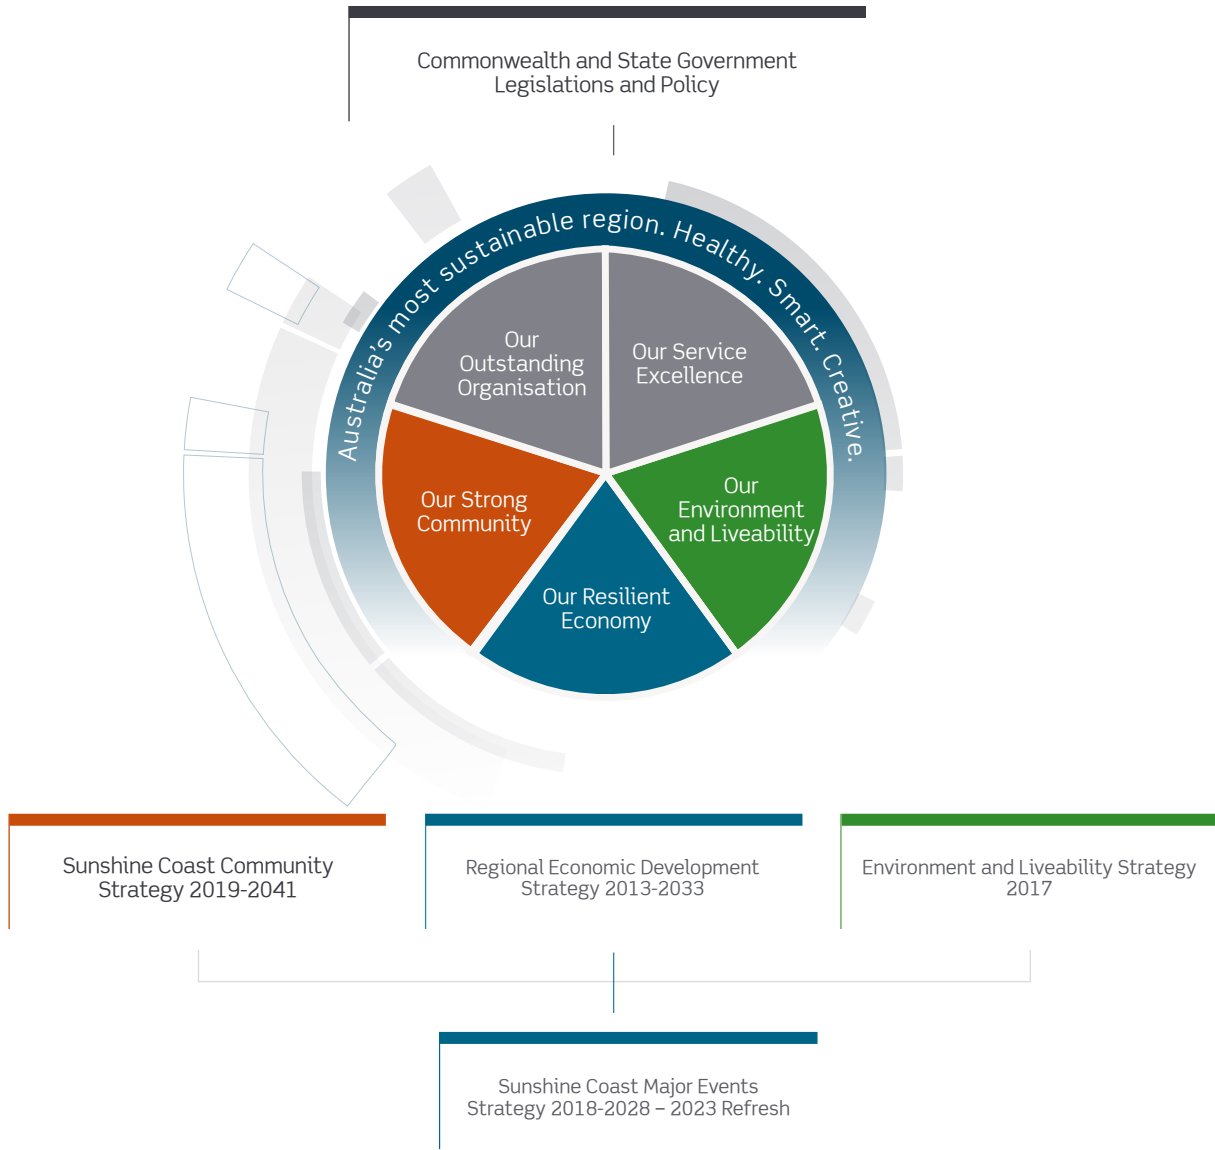 Commonwealth and State Government
Legislations and Policy
Australia's most sustainable region. Healthy. Smart. Creative.
Our
Outstanding
Organisation
Our Service
Excellence
Our Strong
Community
Our
Environment
and Liveability
Our Resilient
Economy
Sunshine Coast Community
Strategy 2019-2041
Regional Economic Development
Strategy 2013-2033
Environment and Liveability Strategy
2017
Sunshine Coast Major Events
Strategy 2018-2028 – 2023 Refresh